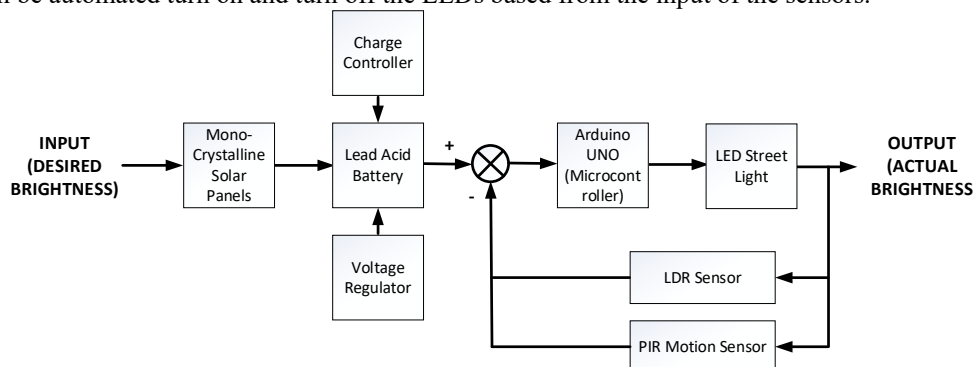 be automated turn on and turn off the LEDs based from the input of the sensors.
Charge
Controller
INPUT
(DESIRED
BRIGHTNESS)
Mono-
Crystalline
Solar
Panels
Lead Acid
Battery
+
-
Arduino
UNO
(Microcont
roller)
LED Street
Light
OUTPUT
(ACTUAL
BRIGHTNESS
Voltage
Regulator
LDR Sensor
PIR Motion Sensor